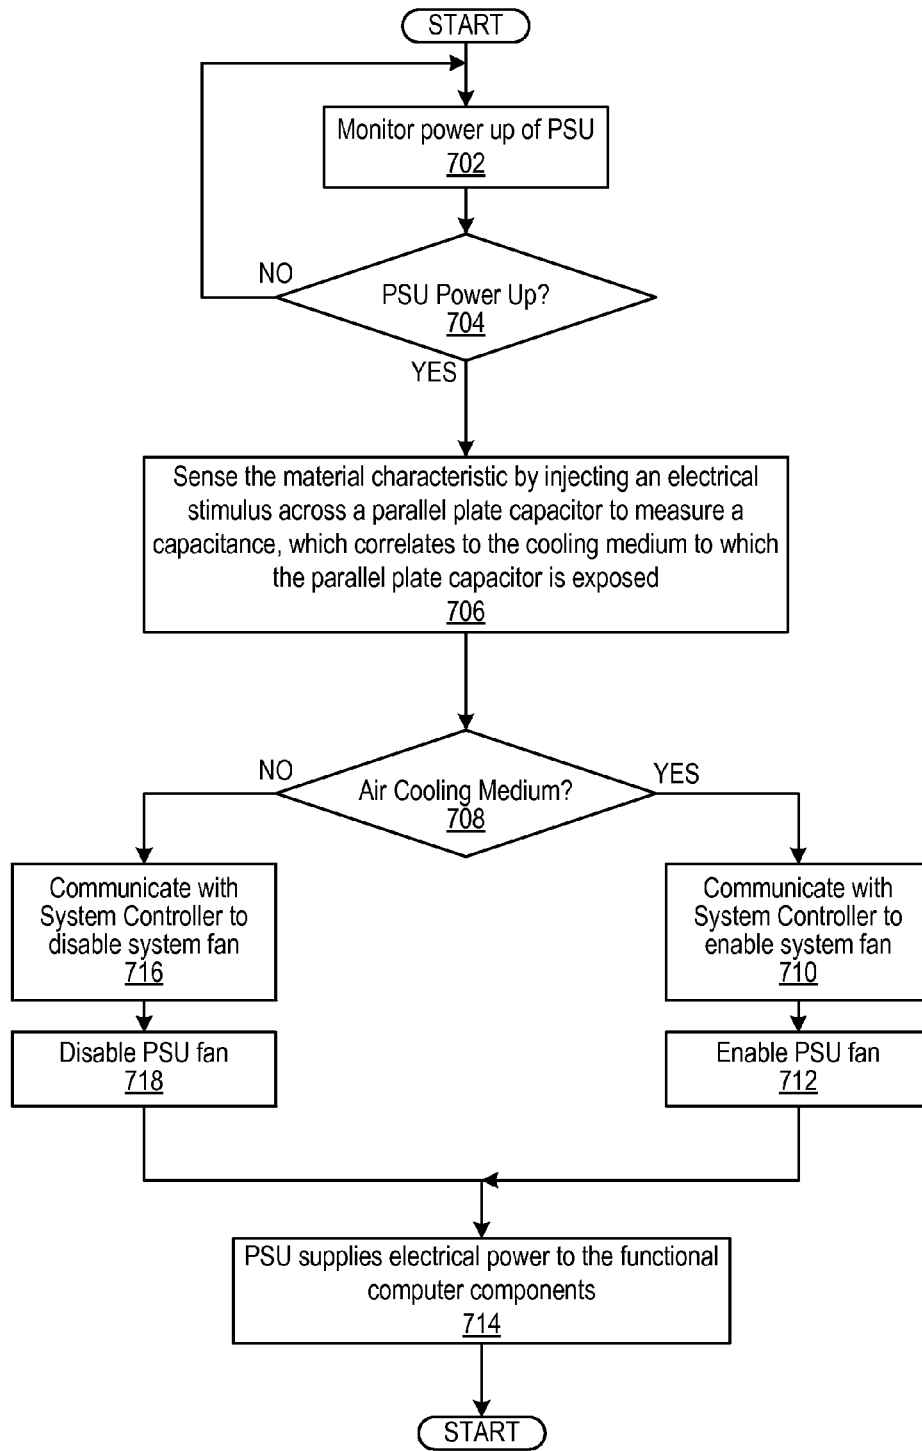 START
Monitor power up of PSU
702
NO
PSU Power Up?
704
YES
Sense the material characteristic by injecting an electrical
stimulus across a parallel plate capacitor to measure a
capacitance, which correlates to the cooling medium to which
the parallel plate capacitor is exposed
706
NO
YES
Air Cooling Medium?
708
Communicate with
System Controller to
disable system fan
716
Communicate with
System Controller to
enable system fan
710
Disable PSU fan
718
Enable PSU fan
712
PSU supplies electrical power to the functional
computer components
714
START